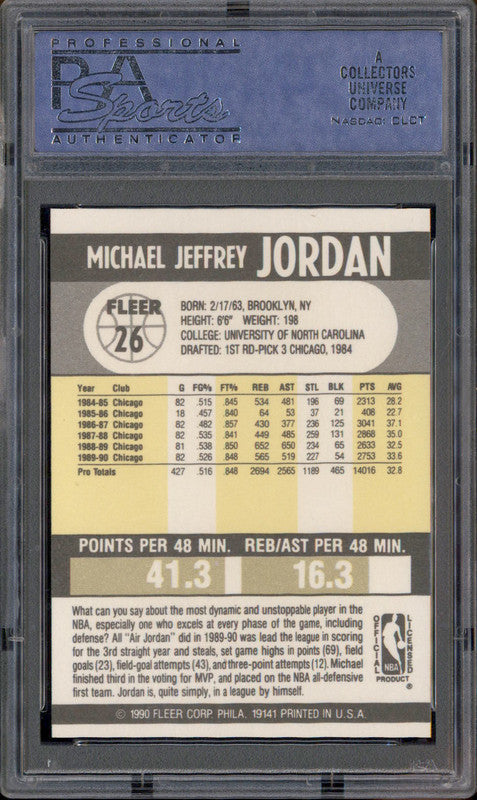 PROFESSIONAL
PSA
Sports
AUTHENTICATOR
A
COLLECTORS
UNIVERSE
COMPANY
NASDAQ: CLCT
MICHAEL JEFFREY JORDAN
FLEER
26
BORN: 2/17/63, BROOKLYN, NY
HEIGHT: 6'6" WEIGHT: 198
COLLEGE: UNIVERSITY OF NORTH CAROLINA
DRAFTED: 1ST RD-PICK 3 CHICAGO, 1984
Year Club G FG% FT% REB AST STL BLK PTS AVG
1984-85 Chicago 82 .515 .845 534 481 196 69 2313 28.2
1985-86 Chicago 18 .457 .840 64 53 37 21 408 22.7
1986-87 Chicago 82 .482 .857 430 377 236 125 3041 37.1
1987-88 Chicago 82 .535 .841 449 485 259 131 2868 35.0
1988-89 Chicago 81 .538 .850 652 650 234 65 2633 32.5
1989-90 Chicago 82 .526 .848 565 519 227 54 2753 33.6
Pro Totals 427 .516 .848 2694 2565 1189 465 14016 32.8
POINTS PER 48 MIN. REB/AST PER 48 MIN.
41.3 16.3
What can you say about the most dynamic and unstoppable player in the
NBA, especially one who excels at every phase of the game, including
defense? All "Air Jordan" did in 1989-90 was lead the league in scoring
for the 3rd straight year and steals, set game highs in points (69), field
goals (23), field-goal attempts (43), and three-point attempts (12). Michael
finished third in the voting for MVP, and placed on the NBA all-defensive
first team. Jordan is, quite simply, in a league by himself.
OFFICIAL
LICENSED
NBA
PRODUCT ®
© 1990 FLEER CORP. PHILA. 19141 PRINTED IN U.S.A.